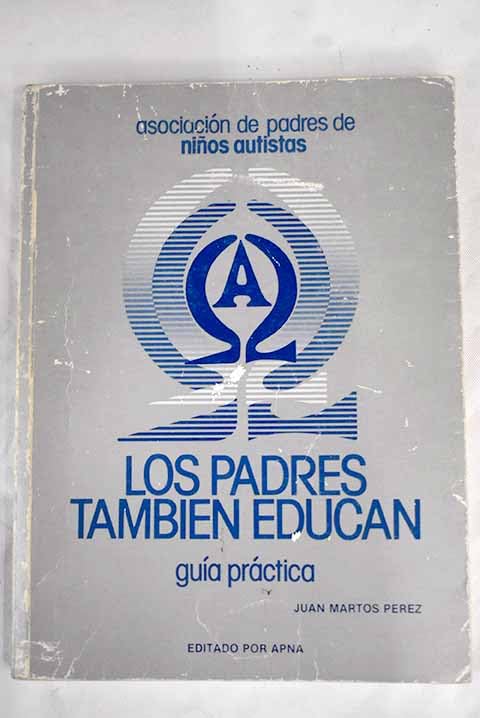 asociación de padres de
niños autistas
A
LOS PADRES
TAMBIEN EDUCAN
guía práctica
JUAN MARTOS PEREZ
EDITADO POR APNA